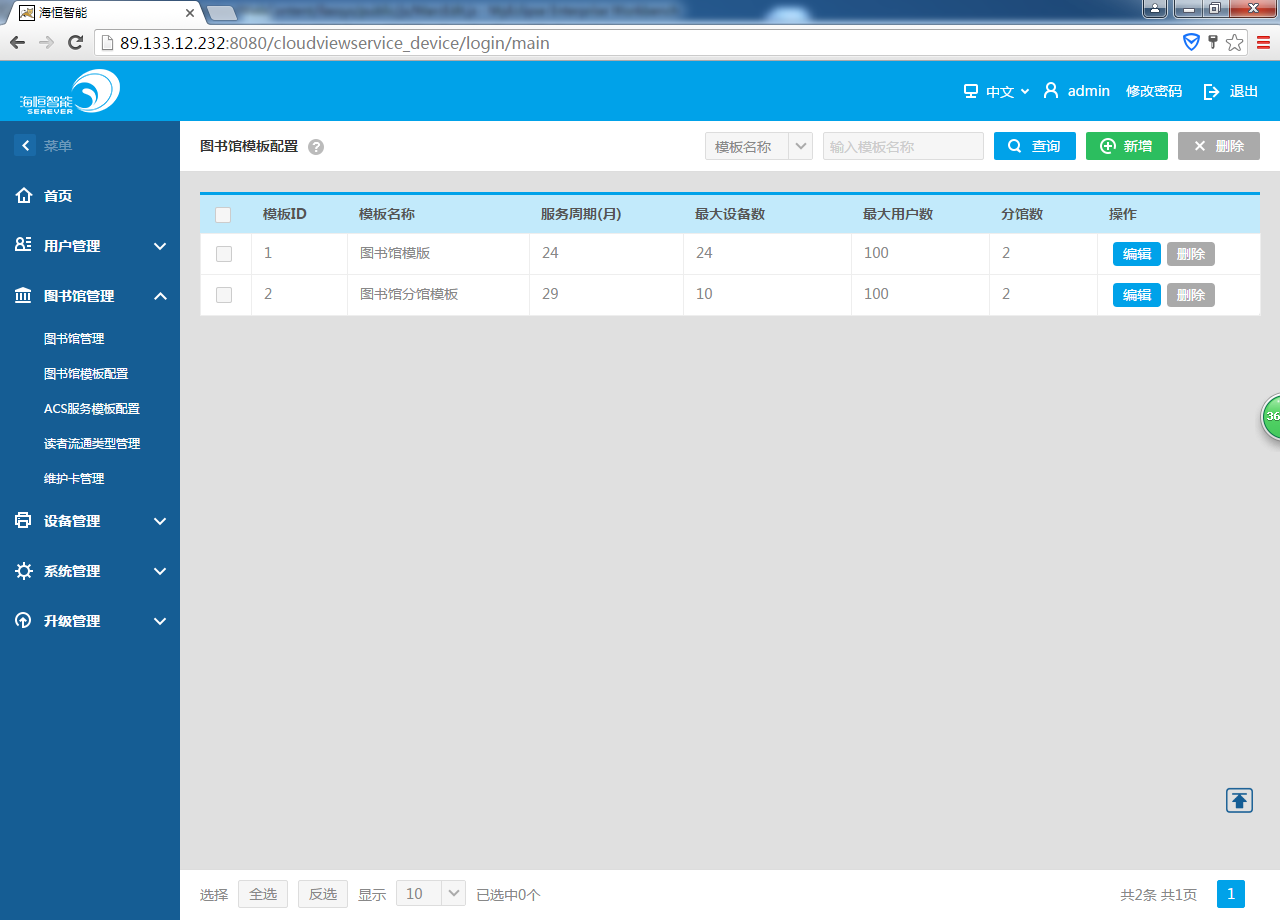 海恒智能
89.133.12.232:8080/cloudviewservice_device/login/main
海恒智能
SEAEVER
中文 admin 修改密码 退出
菜单
首页
用户管理
图书馆管理
图书馆管理
图书馆模板配置
ACS服务模板配置
读者流通类型管理
维护卡管理
设备管理
系统管理
升级管理
图书馆模板配置 ? 模板名称 输入模板名称 查询 新增 删除
模板ID 模板名称 服务周期(月) 最大设备数 最大用户数 分馆数 操作
1 图书馆模版 24 24 100 2 编辑 删除
2 图书馆分馆模板 29 10 100 2 编辑 删除
36
选择 全选 反选 显示 10 已选中0个 共2条 共1页 1